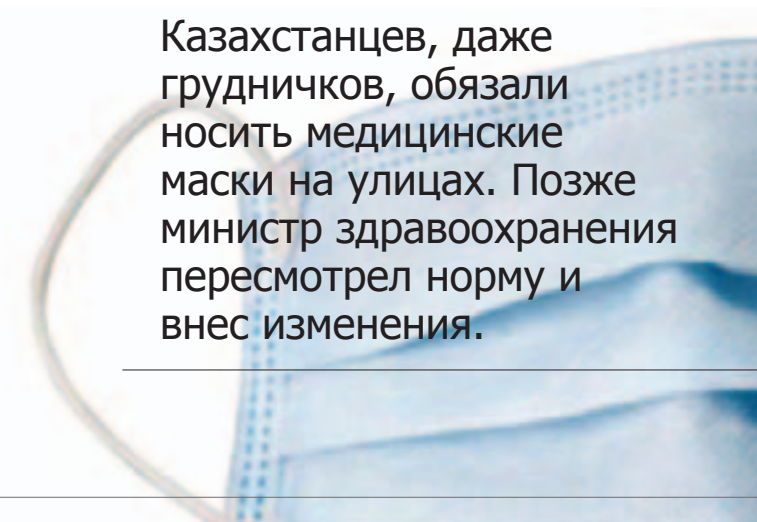 Казахстанцев, даже
грудничков, обязали
носить медицинские
маски на улицах. Позже
министр здравоохранения
пересмотрел норму и
внес изменения.